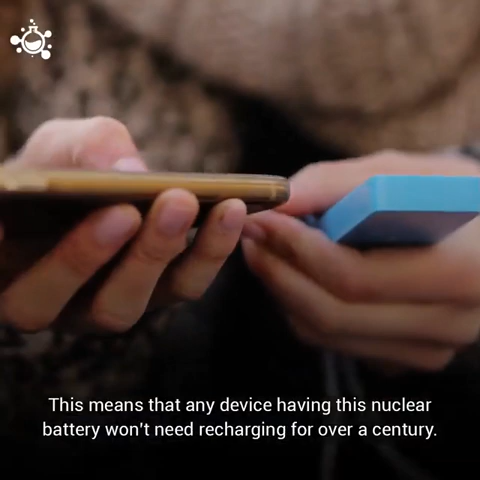 This means that any device having this nuclear
battery won't need recharging for over a century.